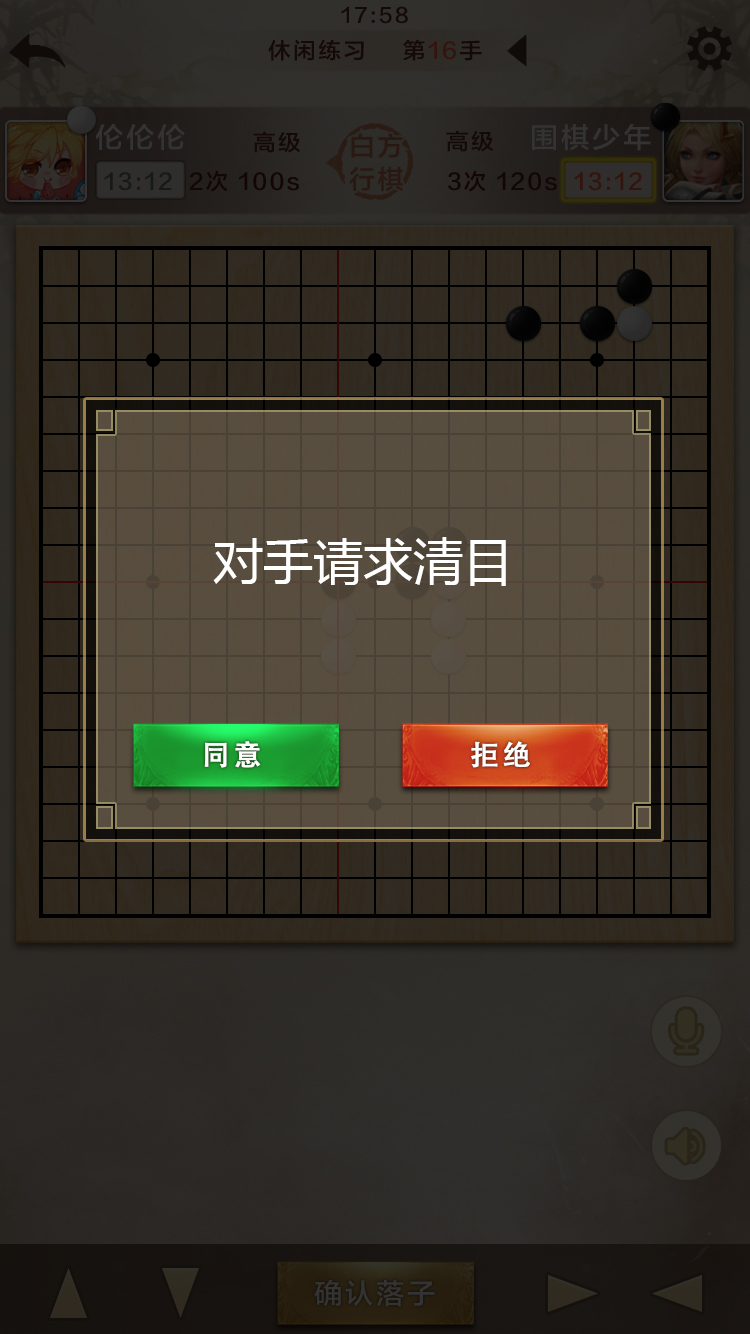 17:58
休闲练习 第16手
伦伦伦 高级 白方 高级 围棋少年
13:12 2次 100s 行棋 3次 120s 13:12
对手请求清目
同意 拒绝
确认落子